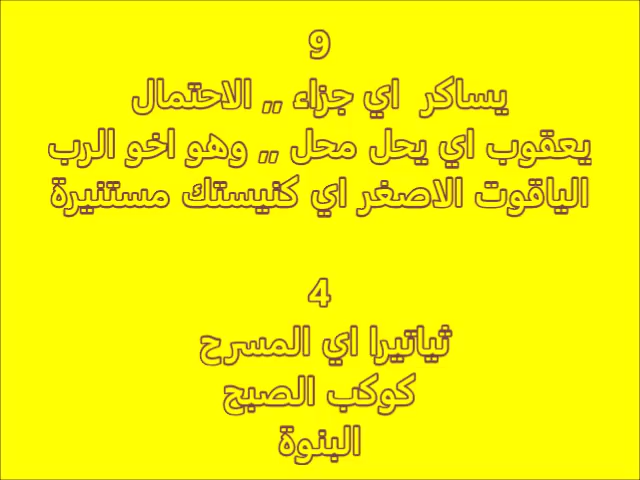 9
يساكر اي جزاء ,, الاحتمال
يعقوب اي يحل محل ,, وهو اخو الرب
الياقوت الاصغر اي كنيستك مستنيرة
4
ثياتيرا اي المسرح
كوكب الصبح
البنوة